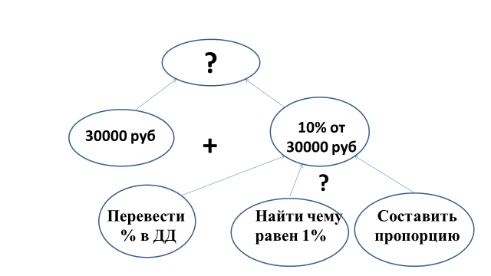 ?
30000 руб
+
10% от
30000 руб
?
Перевести
% в ДД
Найти чему
равен 1%
Составить
пропорцию